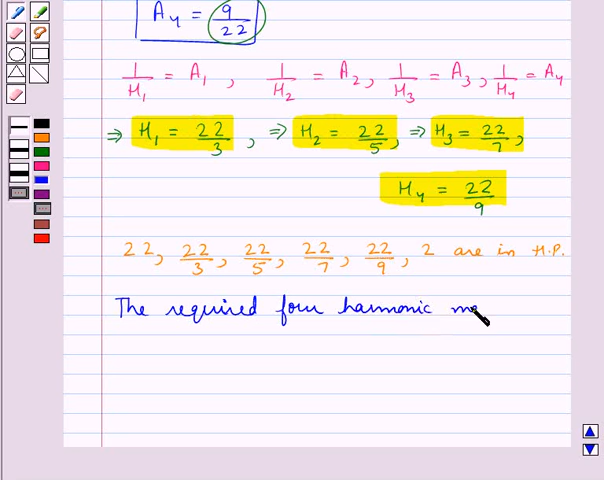 A4 = 9/22
1/H1 = A1, 1/H2 = A2, 1/H3 = A3, 1/H4 = A4
⇒ H1 = 22/3, ⇒ H2 = 22/5, ⇒ H3 = 22/7,
H4 = 22/9
22, 22/3, 22/5, 22/7, 22/9, 2 are in H.P.
The required four harmonic me